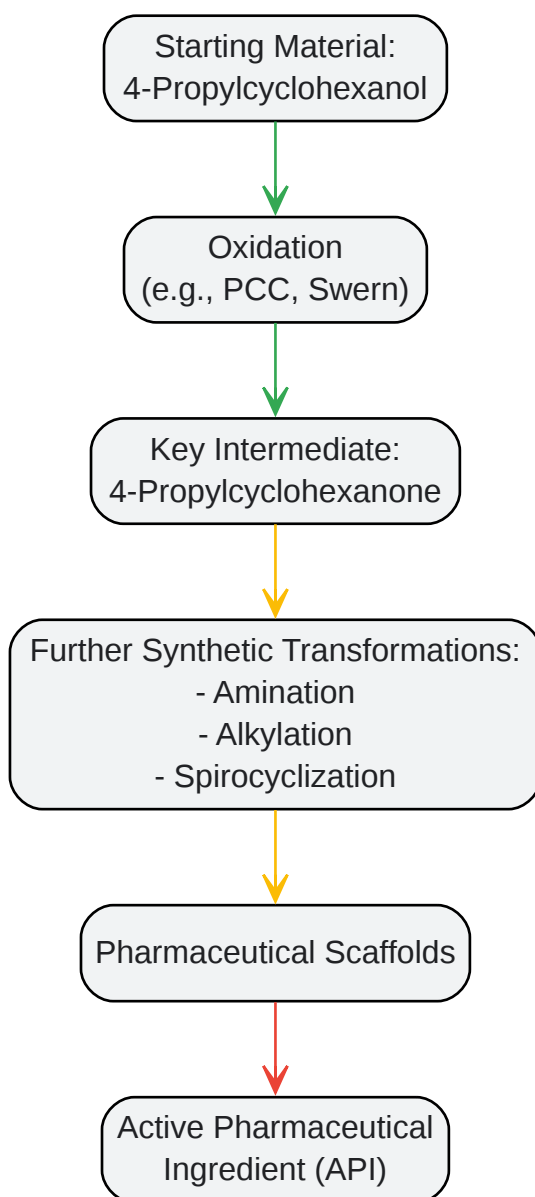 Starting Material:
4-Propylcyclohexanol
Oxidation
(e.g., PCC, Swern)
Key Intermediate:
4-Propylcyclohexanone
Further Synthetic Transformations:
- Amination
- Alkylation
- Spirocyclization
Pharmaceutical Scaffolds
Active Pharmaceutical
Ingredient (API)